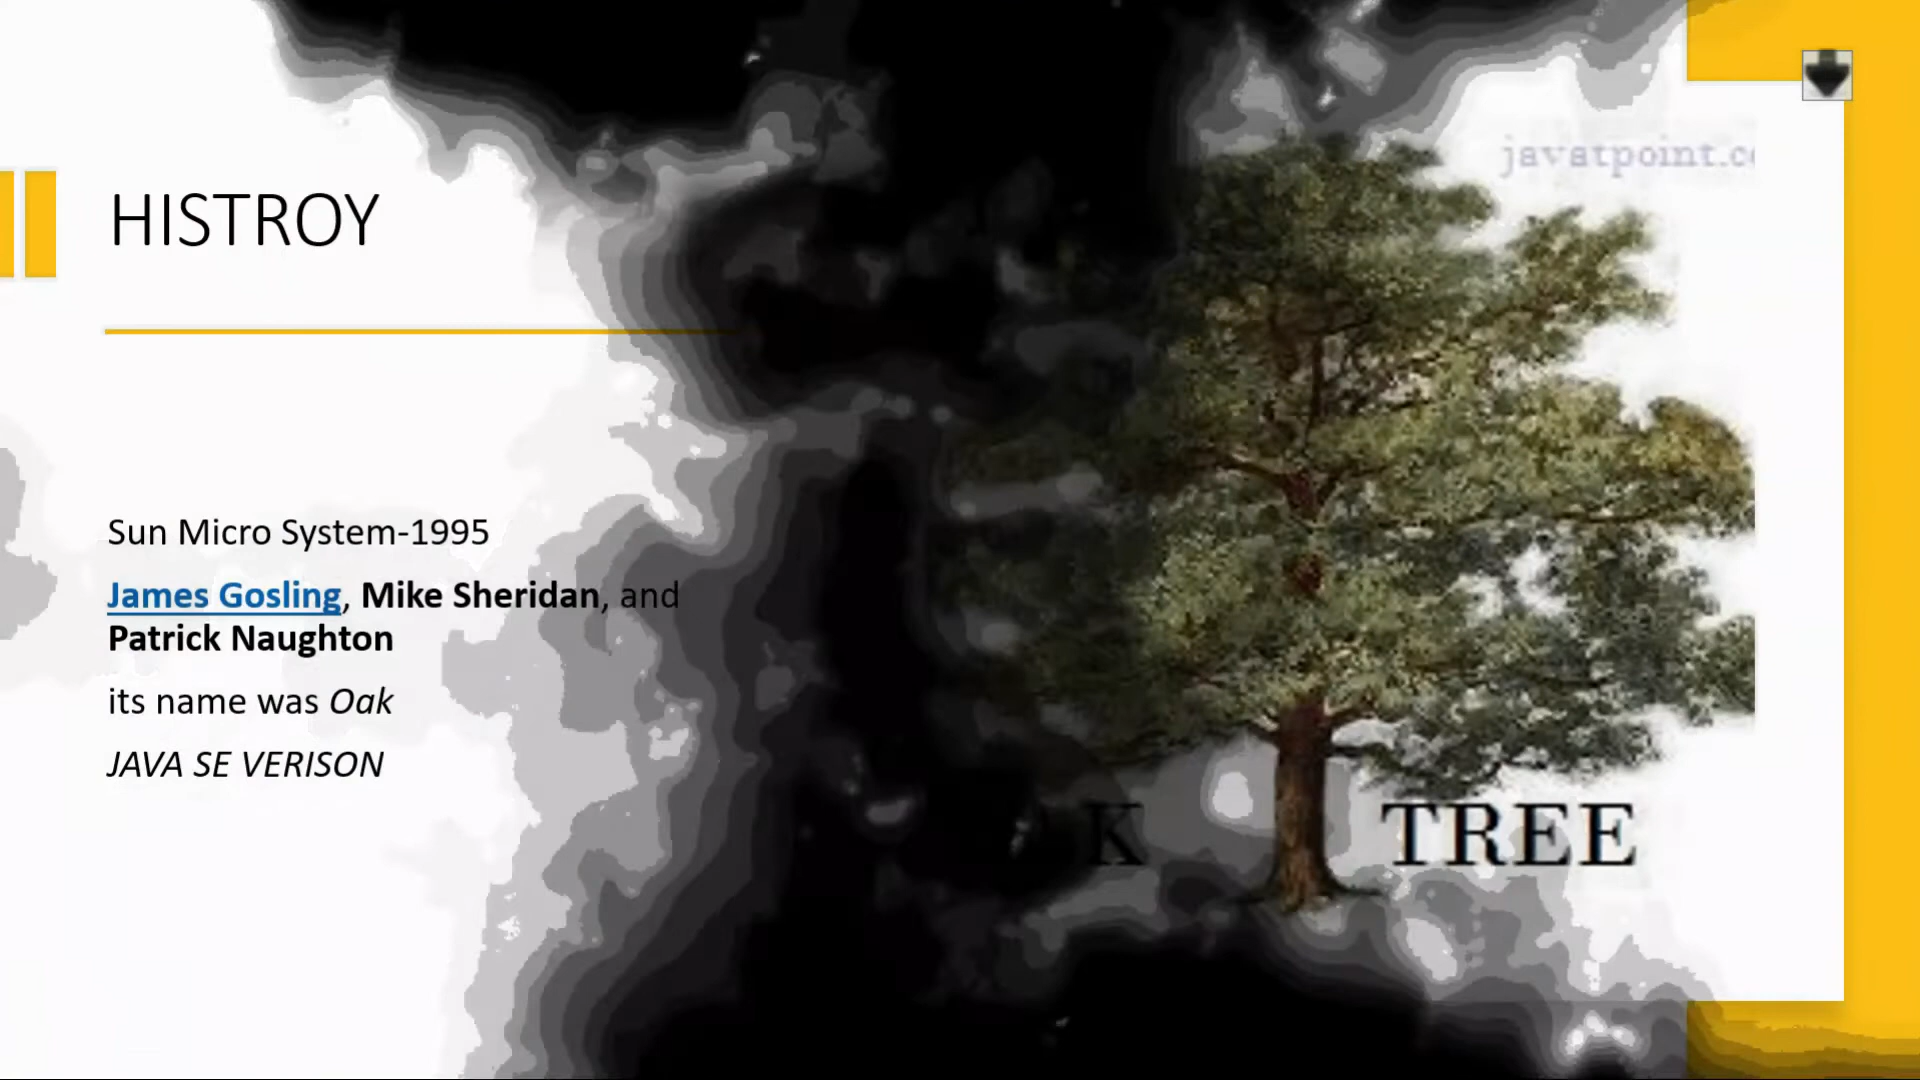 javatpoint.c
HISTROY
Sun Micro System-1995
James Gosling, Mike Sheridan, and
Patrick Naughton
its name was Oak
JAVA SE VERISON
K TREE